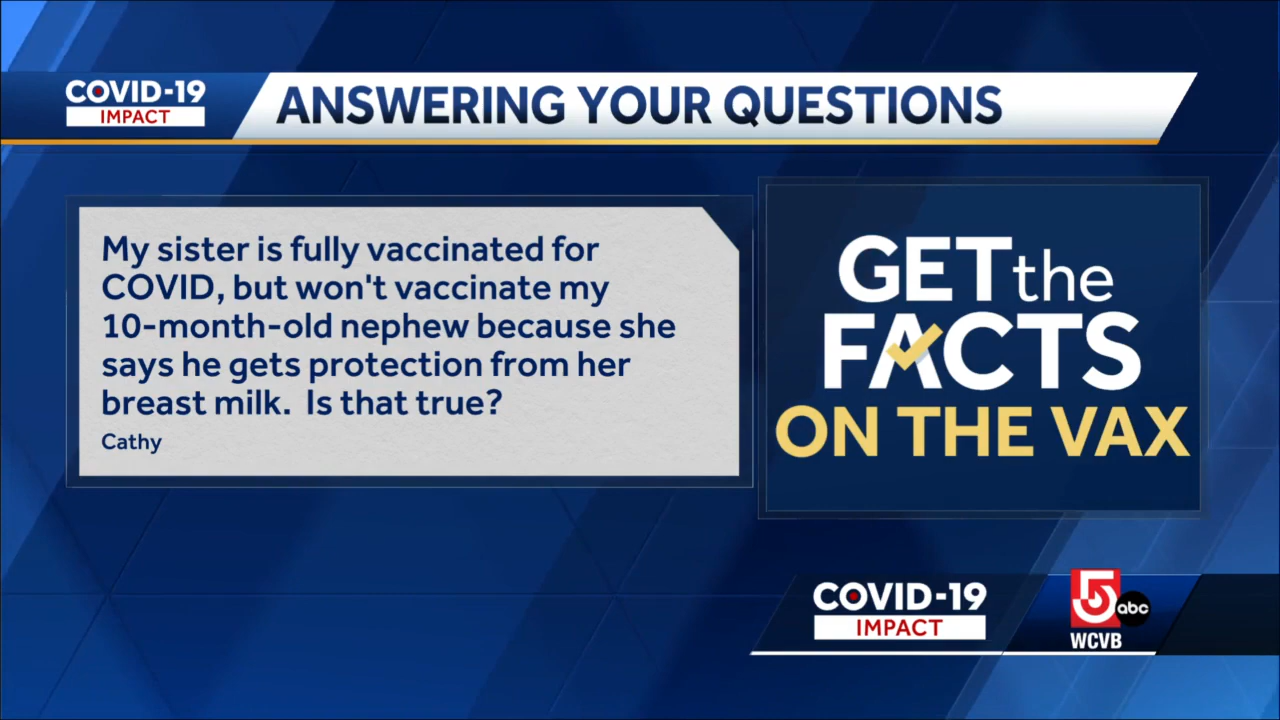 COVID-19
IMPACT
ANSWERING YOUR QUESTIONS
My sister is fully vaccinated for
COVID, but won't vaccinate my
10-month-old nephew because she
says he gets protection from her
breast milk.  Is that true?
Cathy
GET the
FACTS
ON THE VAX
COVID-19
IMPACT
5
abc
WCVB